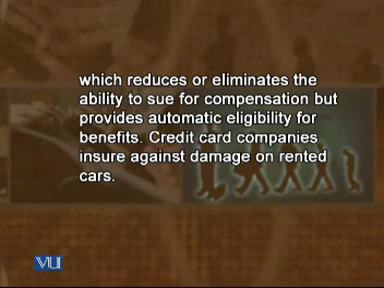 which reduces or eliminates the
ability to sue for compensation but
provides automatic eligibility for
benefits. Credit card companies
insure against damage on rented
cars.
VU